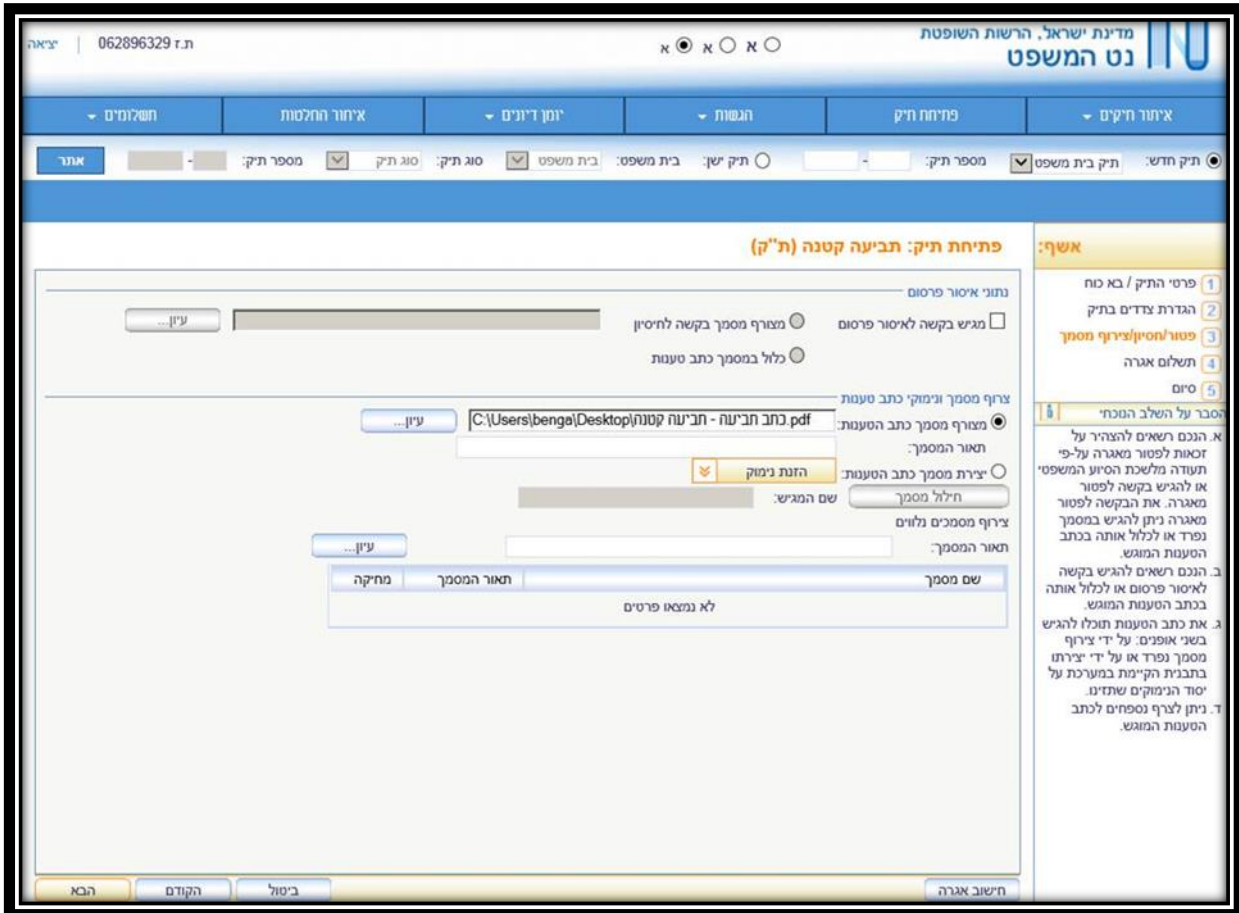 מדינת ישראל, הרשות השופטת
נט המשפט
א א א
ת.ז 062896329 | יציאה
איתור תיקים פתיחת תיק הגשות יומן דיונים איתור החלטות תשלומים
תיק חדש: תיק בית משפט מספר תיק: - תיק ישן: בית משפט: בית משפט סוג תיק: סוג תיק מספר תיק: - אתר
אשף:
1 פרטי התיק / בא כוח
2 הגדרת צדדים בתיק
3 פטור/חסיון/צירוף מסמך
4 תשלום אגרה
5 סיום
הסבר על השלב הנוכחי
א. הנכם רשאים להצהיר על
זכאות לפטור מאגרה על-פי
תעודה מלשכת הסיוע המשפטי
או להגיש בקשה לפטור
מאגרה. את הבקשה לפטור
מאגרה ניתן להגיש במסמך
נפרד או לכלול אותה בכתב
הטענות המוגש.
ב. הנכם רשאים להגיש בקשה
לאיסור פרסום או לכלול אותה
בכתב הטענות המוגש.
ג. את כתב הטענות תוכלו להגיש
בשני אופנים: על ידי צירוף
מסמך נפרד או על ידי יצירתו
בתבנית הקיימת במערכת על
יסוד הנימוקים שתזינו.
ד. ניתן לצרף נספחים לכתב
הטענות המוגש.
פתיחת תיק: תביעה קטנה (ת"ק)
נתוני איסור פרסום
מגיש בקשה לאיסור פרסום מצורף מסמך בקשה לחיסיון עיון...
כלול במסמך כתב טענות
צרוף מסמך ונימוקי כתב טענות
מצורף מסמך כתב הטענות: C:\Users\benga\Desktop\כתב תביעה - תביעה קטנה.pdf עיון...
תאור המסמך:
יצירת מסמך כתב הטענות: הזנת נימוק
חילול מסמך שם המגיש:
צירוף מסמכים נלווים
תאור המסמך: עיון...
שם מסמך תאור המסמך מחיקה
לא נמצאו פרטים
חישוב אגרה ביטול הקודם הבא